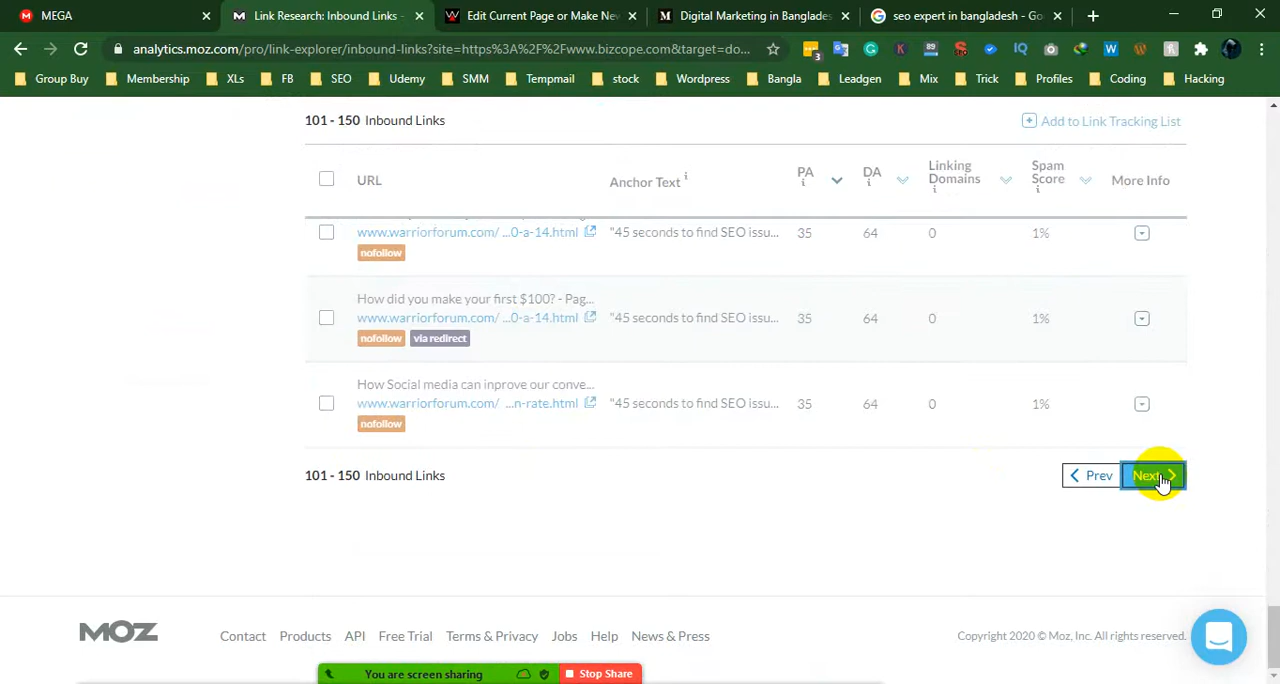 MEGA
Link Research: Inbound Links -
Edit Current Page or Make New
Digital Marketing in Banglades
seo expert in bangladesh - Go
analytics.moz.com/pro/link-explorer/inbound-links?site=https%3A%2F%2Fwww.bizcope.com&target=do...
3
89
IQ
W
Group Buy
Membership
XLs
FB
SEO
Udemy
SMM
Tempmail
stock
Wordpress
Bangla
Leadgen
Mix
Trick
Profiles
Coding
Hacking
101 - 150 Inbound Links
Add to Link Tracking List
URL
Anchor Text i
PA i
DA i
Linking Domains i
Spam Score i
More Info
www.warriorforum.com/ ...0-a-14.html
"45 seconds to find SEO issu...
35
64
0
1%
nofollow
How did you make your first $100? - Pag...
www.warriorforum.com/ ...0-a-14.html
"45 seconds to find SEO issu...
35
64
0
1%
nofollow
via redirect
How Social media can inprove our conve...
www.warriorforum.com/ ...n-rate.html
"45 seconds to find SEO issu...
35
64
0
1%
nofollow
101 - 150 Inbound Links
Prev
Next
MOZ
Contact
Products
API
Free Trial
Terms & Privacy
Jobs
Help
News & Press
Copyright 2020 © Moz, Inc. All rights reserved.
You are screen sharing
Stop Share